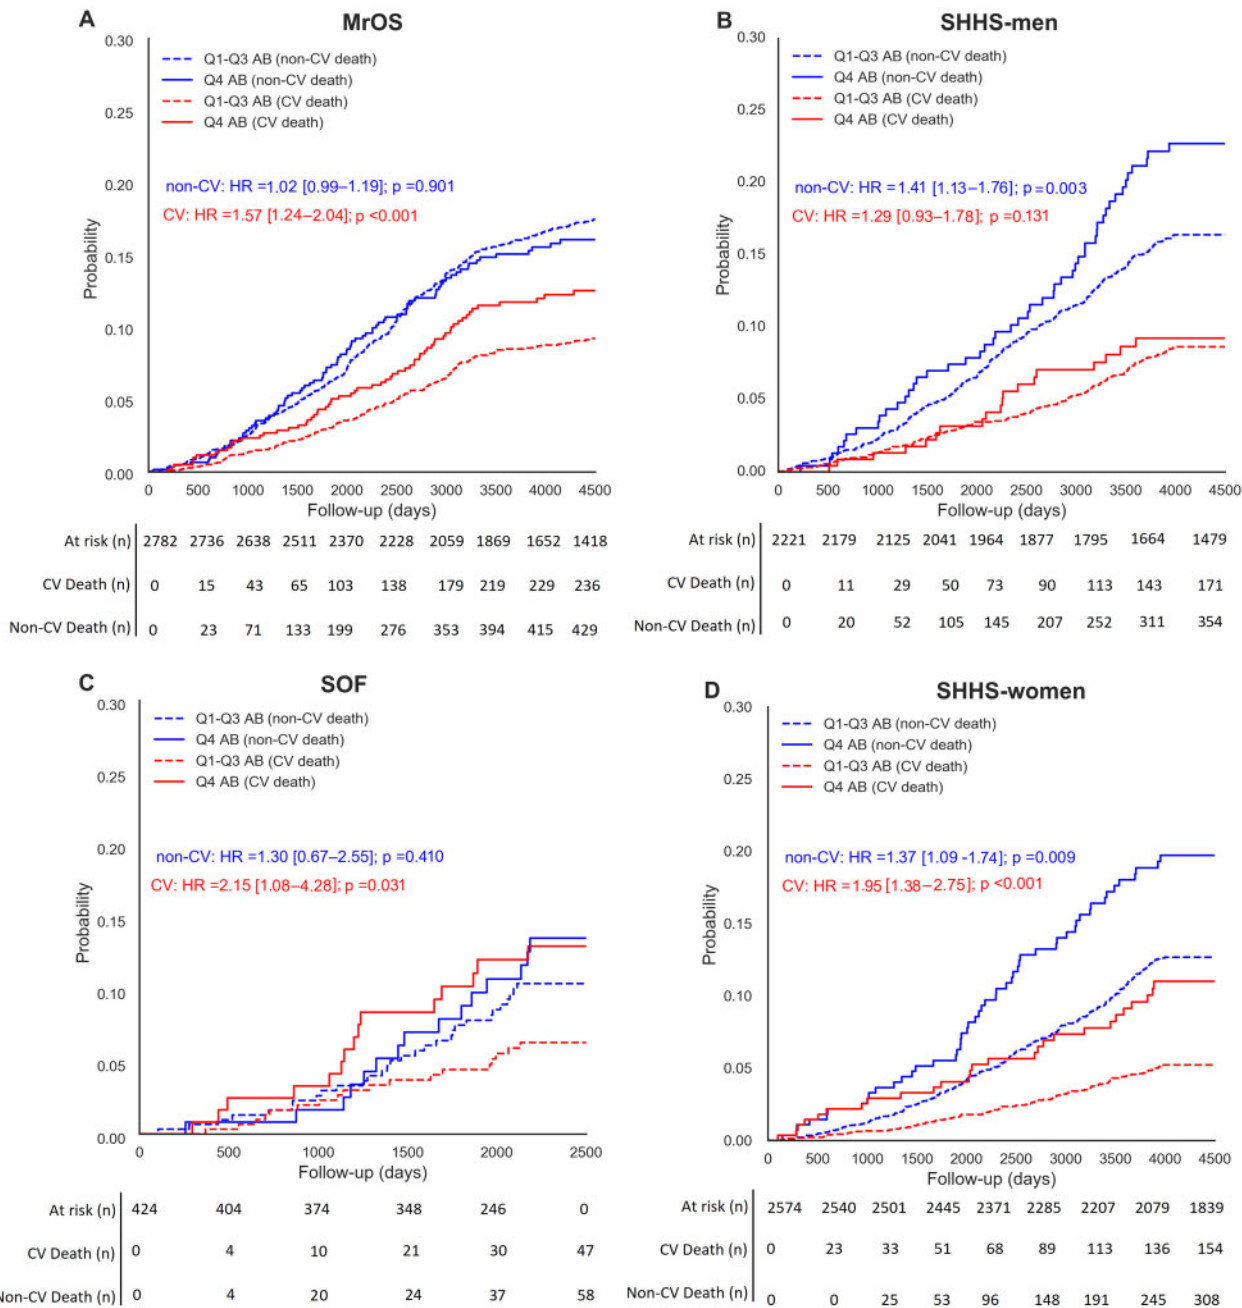 A
MrOS
0.30
0.25
0.20
0.15
0.10
0.05
0.00
Probability
Q1-Q3 AB (non-CV death)
Q4 AB (non-CV death)
Q1-Q3 AB (CV death)
Q4 AB (CV death)
non-CV: HR =1.02 [0.99–1.19]; p =0.901
CV: HR =1.57 [1.24–2.04]; p <0.001
0 500 1000 1500 2000 2500 3000 3500 4000 4500
Follow-up (days)
At risk (n) 2782 2736 2638 2511 2370 2228 2059 1869 1652 1418
CV Death (n) 0 15 43 65 103 138 179 219 229 236
Non-CV Death (n) 0 23 71 133 199 276 353 394 415 429
B
SHHS-men
0.30
0.25
0.20
0.15
0.10
0.05
0.00
Probability
Q1-Q3 AB (non-CV death)
Q4 AB (non-CV death)
Q1-Q3 AB (CV death)
Q4 AB (CV death)
non-CV: HR =1.41 [1.13–1.76]; p =0.003
CV: HR =1.29 [0.93–1.78]; p =0.131
0 500 1000 1500 2000 2500 3000 3500 4000 4500
Follow-up (days)
At risk (n) 2221 2179 2125 2041 1964 1877 1795 1664 1479
CV Death (n) 0 11 29 50 73 90 113 143 171
Non-CV Death (n) 0 20 52 105 145 207 252 311 354
C
SOF
0.30
0.25
0.20
0.15
0.10
0.05
0.00
Probability
Q1-Q3 AB (non-CV death)
Q4 AB (non-CV death)
Q1-Q3 AB (CV death)
Q4 AB (CV death)
non-CV: HR =1.30 [0.67–2.55]; p =0.410
CV: HR =2.15 [1.08–4.28]; p =0.031
0 500 1000 1500 2000 2500
Follow-up (days)
At risk (n) 424 404 374 348 246 0
CV Death (n) 0 4 10 21 30 47
Non-CV Death (n) 0 4 20 24 37 58
D
SHHS-women
0.30
0.25
0.20
0.15
0.10
0.05
0.00
Probability
Q1-Q3 AB (non-CV death)
Q4 AB (non-CV death)
Q1-Q3 AB (CV death)
Q4 AB (CV death)
non-CV: HR =1.37 [1.09 -1.74]; p =0.009
CV: HR =1.95 [1.38–2.75]; p <0.001
0 500 1000 1500 2000 2500 3000 3500 4000 4500
Follow-up (days)
At risk (n) 2574 2540 2501 2445 2371 2285 2207 2079 1839
CV Death (n) 0 23 33 51 68 89 113 136 154
Non-CV Death (n) 0 0 25 53 96 148 191 245 308